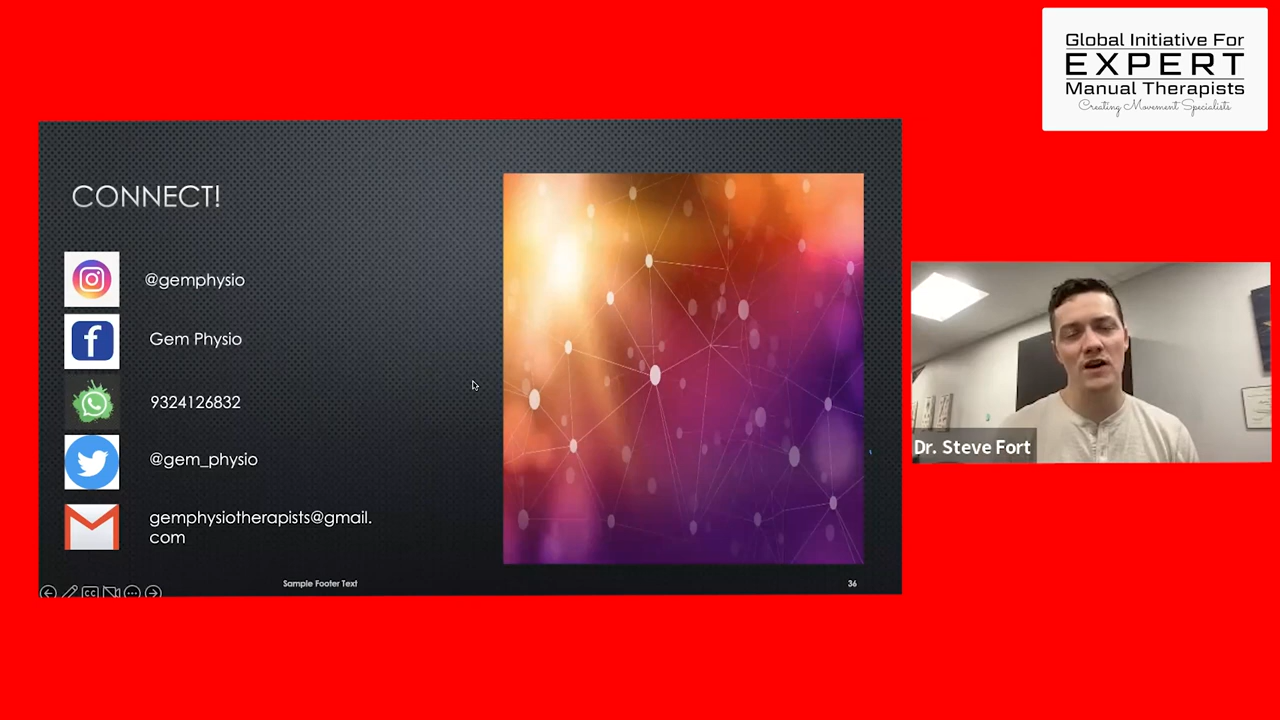 Global Initiative For
EXPERT
Manual Therapists
Creating Movement Specialists
CONNECT!
@gemphysio
Gem Physio
9324126832
@gem_physio
gemphysiotherapists@gmail.
com
Sample Footer Text
36
CC
Dr. Steve Fort